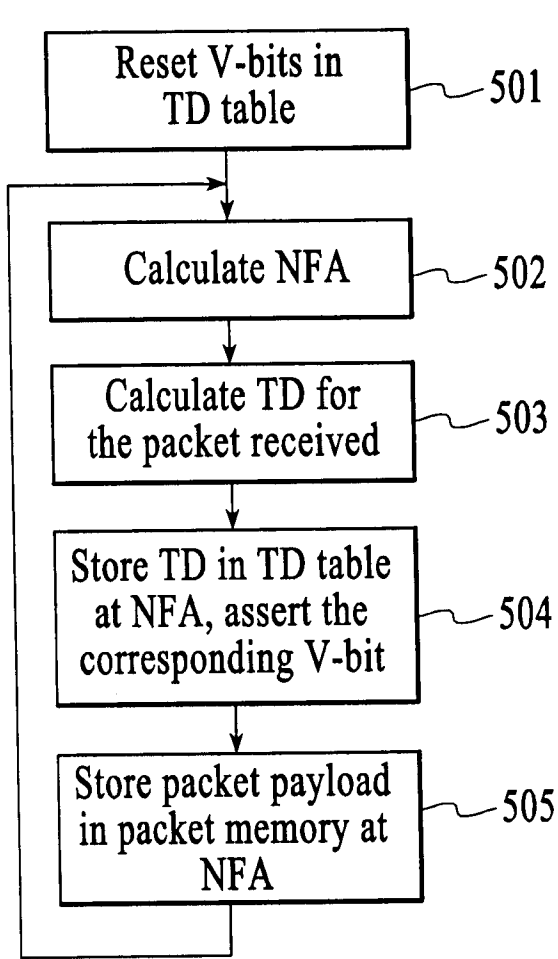 Reset V-bits in
TD table
501
Calculate NFA
502
Calculate TD for
the packet received
503
Store TD in TD table
at NFA, assert the
corresponding V-bit
504
Store packet payload
in packet memory at
NFA
505